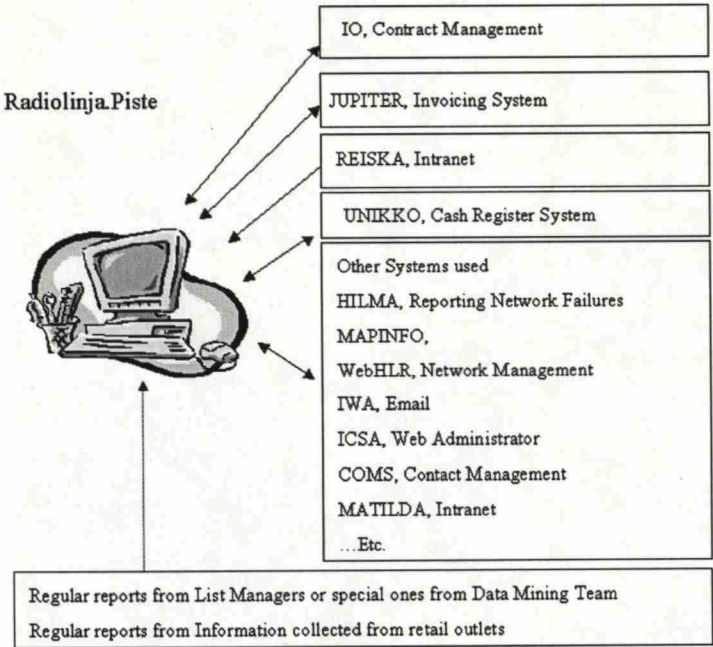 IO, Contract Management
Radiolinja.Piste
JUPITER, Invoicing System
REISKA, Intranet
UNIKKO, Cash Register System
Other Systems used
HILMA, Reporting Network Failures
MAPINFO,
WebHLR, Network Management
IWA, Email
ICSA, Web Administrator
COMS, Contact Management
MATILDA, Intranet
...Etc.
Regular reports from List Managers or special ones from Data Mining Team
Regular reports from Information collected from retail outlets